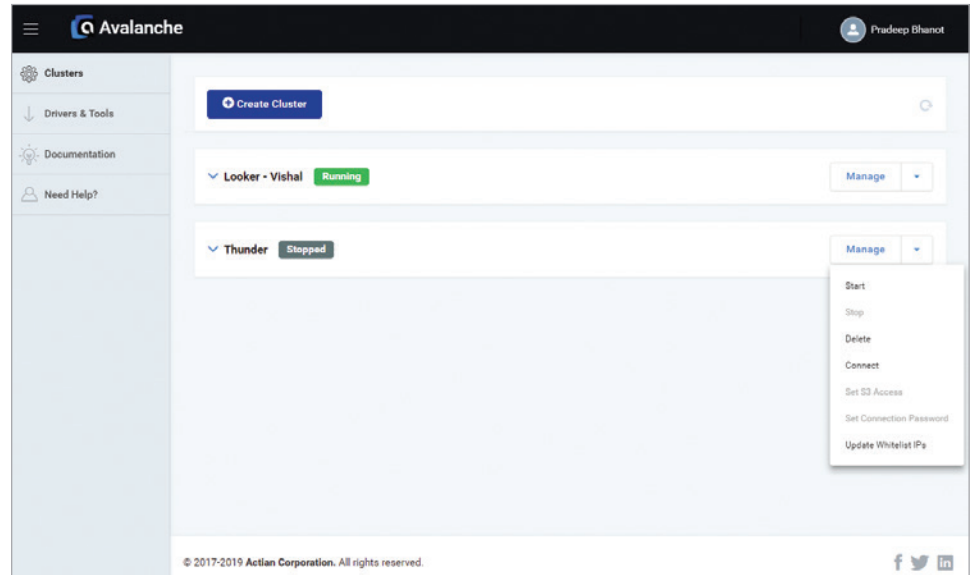 Avalanche
Pradeep Bhanot
Clusters
Drivers & Tools
Documentation
Need Help?
Create Cluster
Looker - Vishal Running Manage
Thunder Stopped Manage
Start
Stop
Delete
Connect
Set S3 Access
Set Connection Password
Update Whitelist IPs
© 2017-2019 Actian Corporation. All rights reserved.